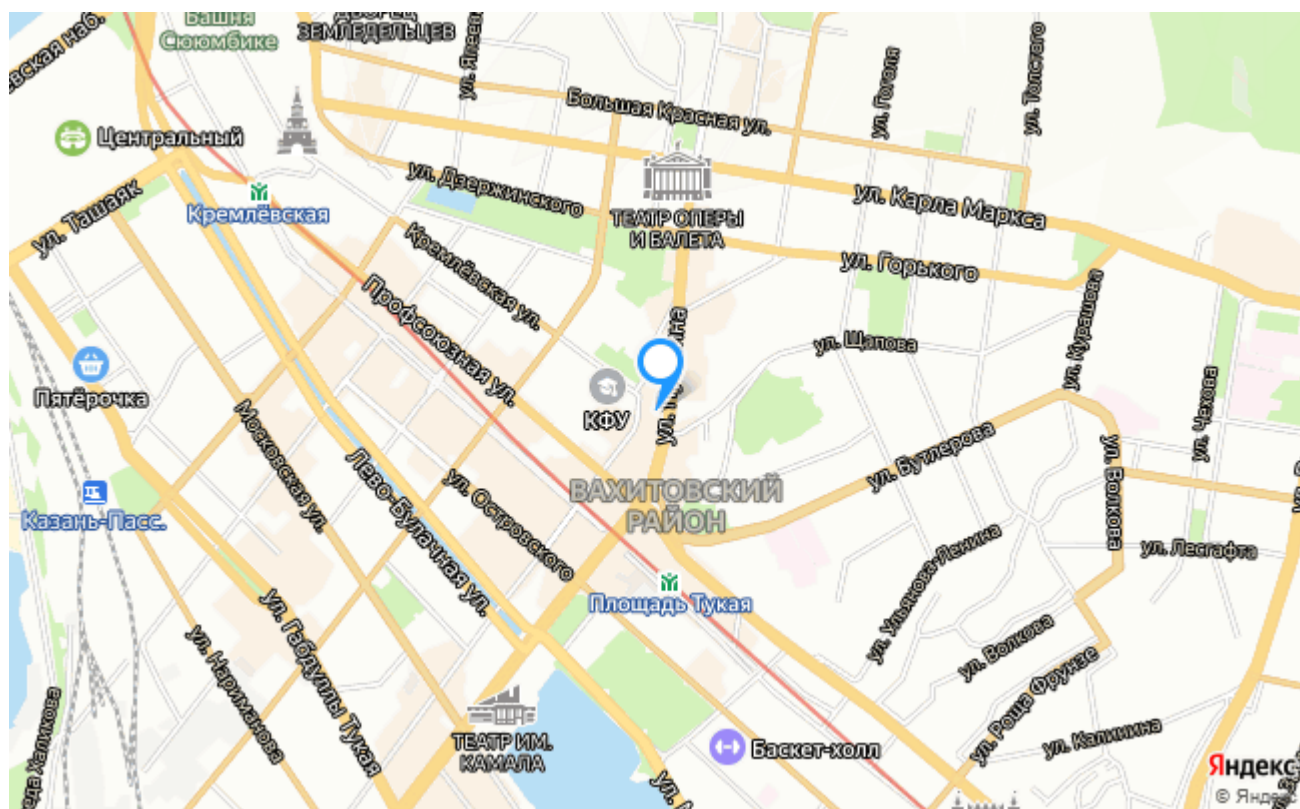 Башня
Сююмбике
ДВОРЕЦ
ЗЕМЛЕДЕЛЬЦЕВ
ул. Гоголя
ул. Толстого
Большая Красная ул.
Центральный
ул. Ташаяк
Кремлёвская
ул. Дзержинского
ТЕАТР ОПЕРЫ
И БАЛЕТА
ул. Карла Маркса
Кремлёвская ул.
ул. Горького
Профсоюзная ул.
ул. Щапова
ул. Курашова
ул. Чехова
Пятёрочка
КФУ
ул.
Московская ул.
Лево-Булачная ул.
ул. Островского
ул. Бутлерова
ул. Волкова
ВАХИТОВСКИЙ
РАЙОН
Казань-Пасс.
ул. Лесгафта
ул. Ульянова-Ленина
Площадь Тукая
ул. Габдуллы Тукая
ул. Нариманова
ул. Волкова
ул. Роща Фрунзе
ул. Калинина
ТЕАТР ИМ.
КАМАЛА
Баскет-холл
Яндекс